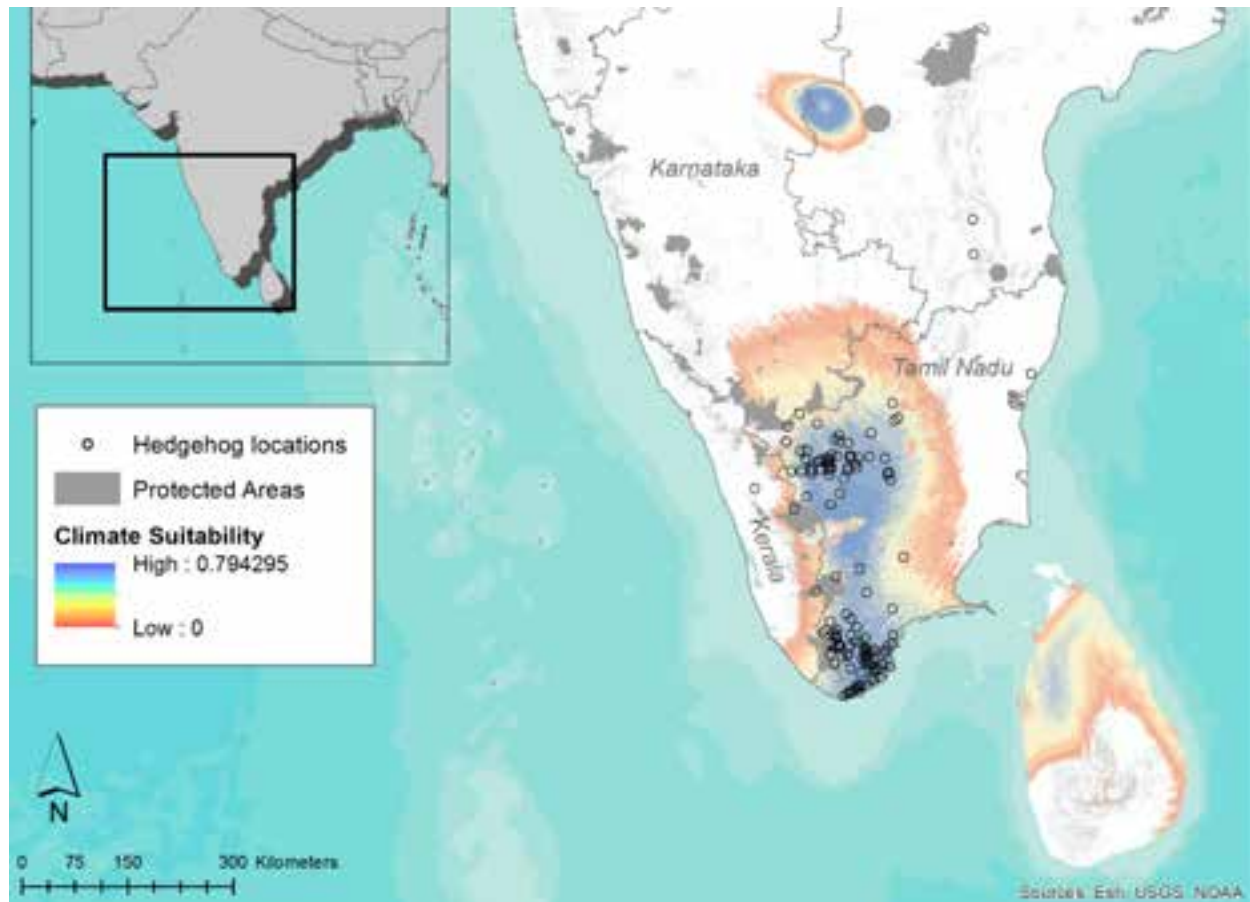 Karnataka
Tamil Nadu
Kerala
Hedgehog locations
Protected Areas
Climate Suitability
High : 0.794295
Low : 0
N
0 75 150 300 Kilometers
Sources: Esri, USGS, NOAA